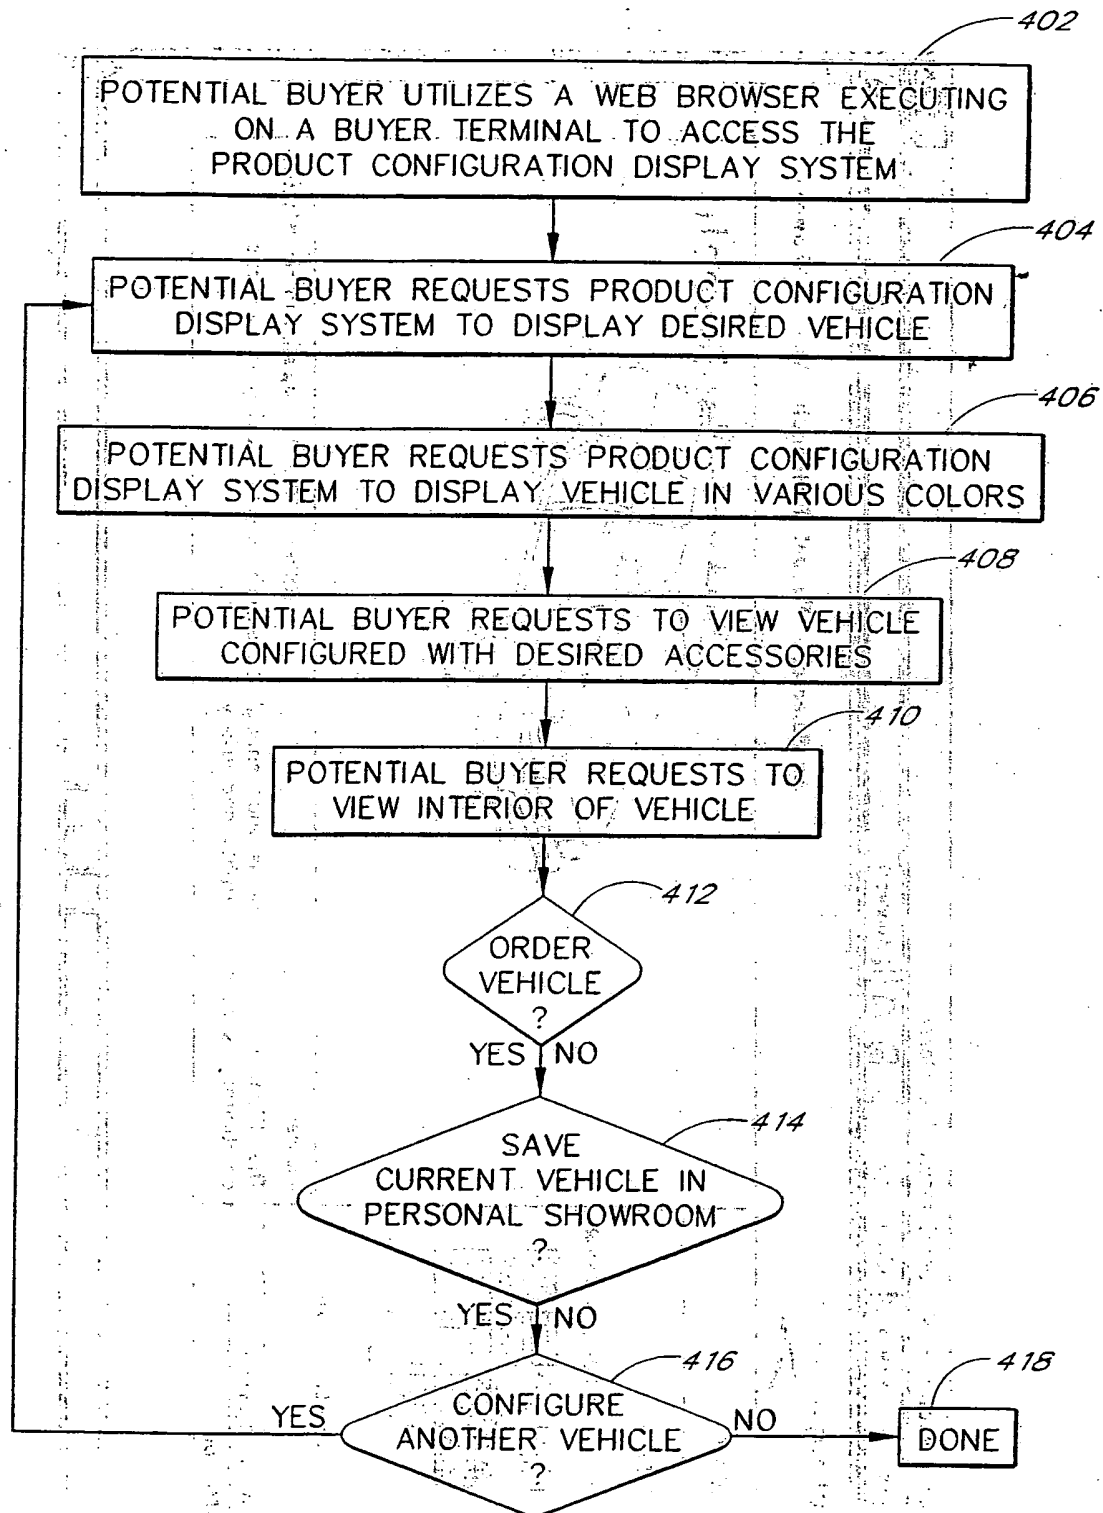 402
POTENTIAL BUYER UTILIZES A WEB BROWSER EXECUTING
ON A BUYER TERMINAL TO ACCESS THE
PRODUCT CONFIGURATION DISPLAY SYSTEM
404
POTENTIAL BUYER REQUESTS PRODUCT CONFIGURATION
DISPLAY SYSTEM TO DISPLAY DESIRED VEHICLE
406
POTENTIAL BUYER REQUESTS PRODUCT CONFIGURATION
DISPLAY SYSTEM TO DISPLAY VEHICLE IN VARIOUS COLORS
408
POTENTIAL BUYER REQUESTS TO VIEW VEHICLE
CONFIGURED WITH DESIRED ACCESSORIES
410
POTENTIAL BUYER REQUESTS TO
VIEW INTERIOR OF VEHICLE
412
ORDER
VEHICLE
?
YES NO
414
SAVE
CURRENT VEHICLE IN
PERSONAL SHOWROOM
?
YES NO
416
418
CONFIGURE
ANOTHER VEHICLE
?
YES
NO
DONE